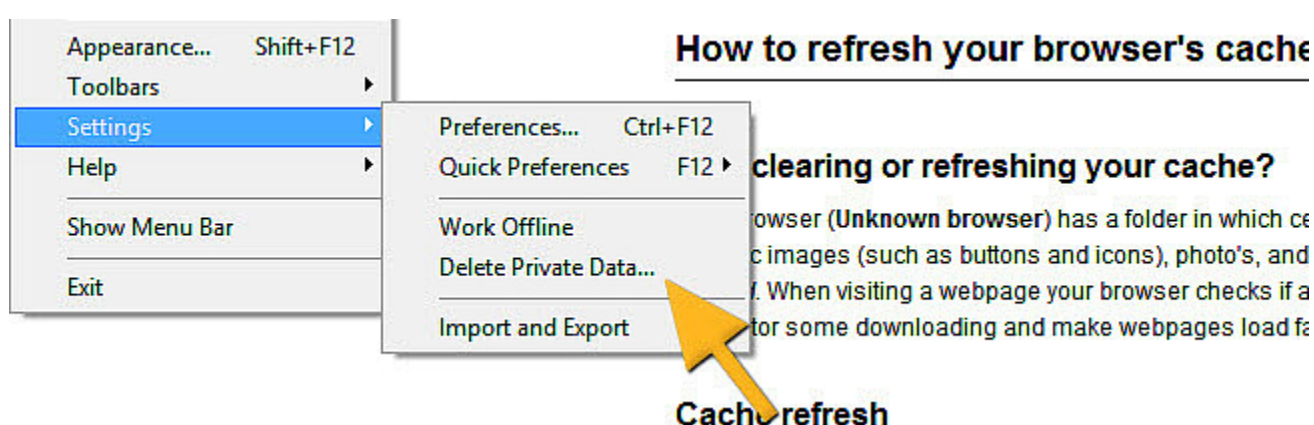 Appearance... Shift+F12
Toolbars
Settings
Help
Show Menu Bar
Exit
Preferences... Ctrl+F12
Quick Preferences F12
Work Offline
Delete Private Data...
Import and Export
How to refresh your browser's cache
clearing or refreshing your cache?
owser (Unknown browser) has a folder in which ce
c images (such as buttons and icons), photo's, and
. When visiting a webpage your browser checks if a
tor some downloading and make webpages load fa
Cache refresh